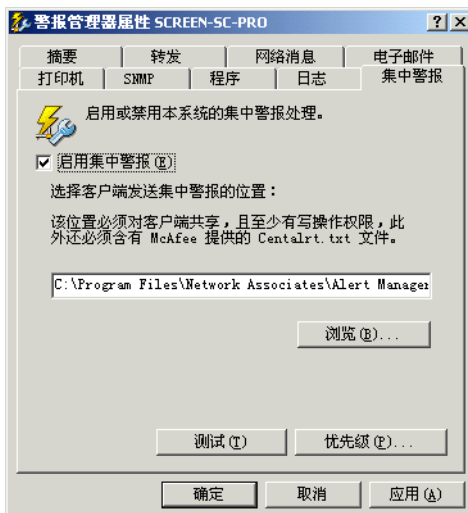 警报管理器属性 SCREEN-SC-PRO
摘要 转发 网络消息 电子邮件
打印机 SNMP 程序 日志 集中警报
启用或禁用本系统的集中警报处理。
启用集中警报(E)
选择客户端发送集中警报的位置：
该位置必须对客户端共享，且至少有写操作权限，此
外还必须含有 McAfee 提供的 Centalrt.txt 文件。
C:\Program Files\Network Associates\Alert Manager
浏览(B)...
测试(T) 优先级(P)...
确定 取消 应用(A)